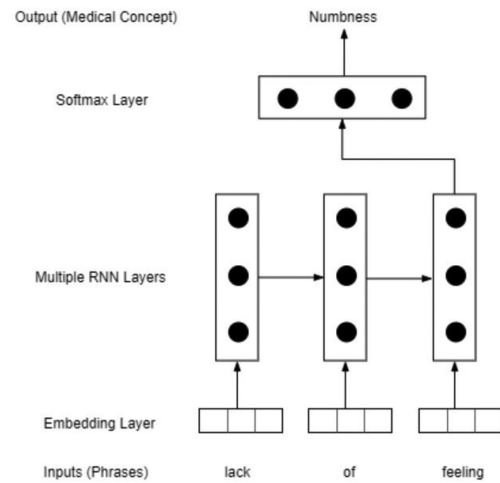 Output (Medical Concept) Numbness
Softmax Layer
Multiple RNN Layers
Embedding Layer
Inputs (Phrases) lack of feeling